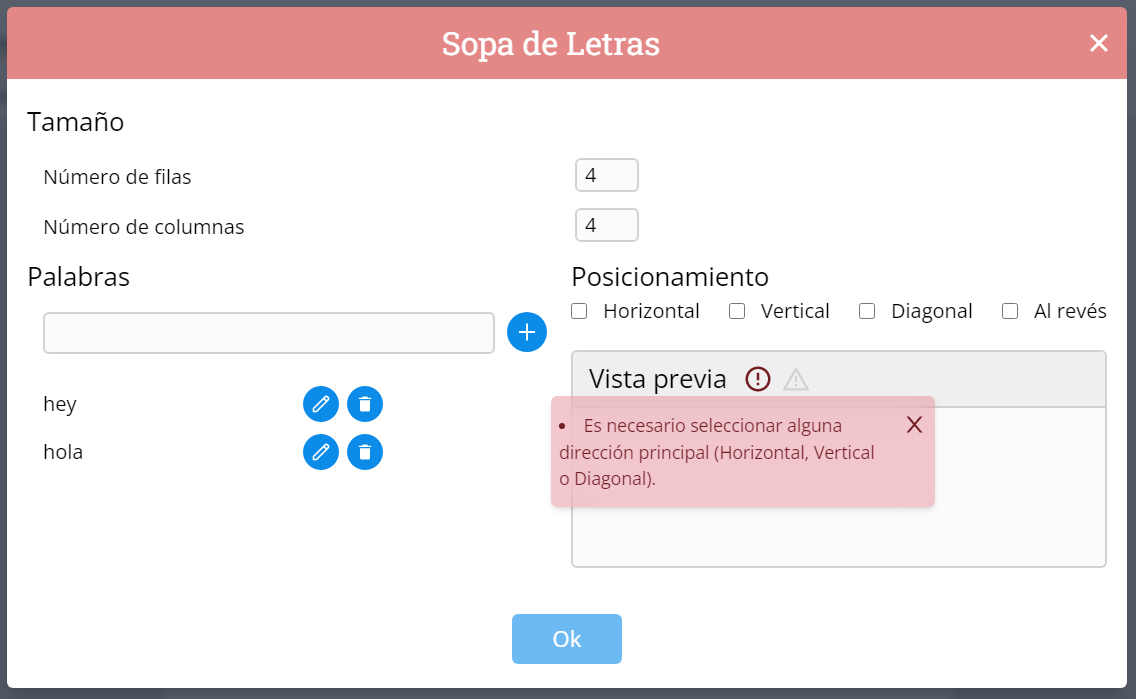 Sopa de Letras
Tamaño
Número de filas
4
Número de columnas
4
Palabras
hey
hola
Posicionamiento
Horizontal Vertical Diagonal Al revés
Vista previa
• Es necesario seleccionar alguna
dirección principal (Horizontal, Vertical
o Diagonal).
Ok